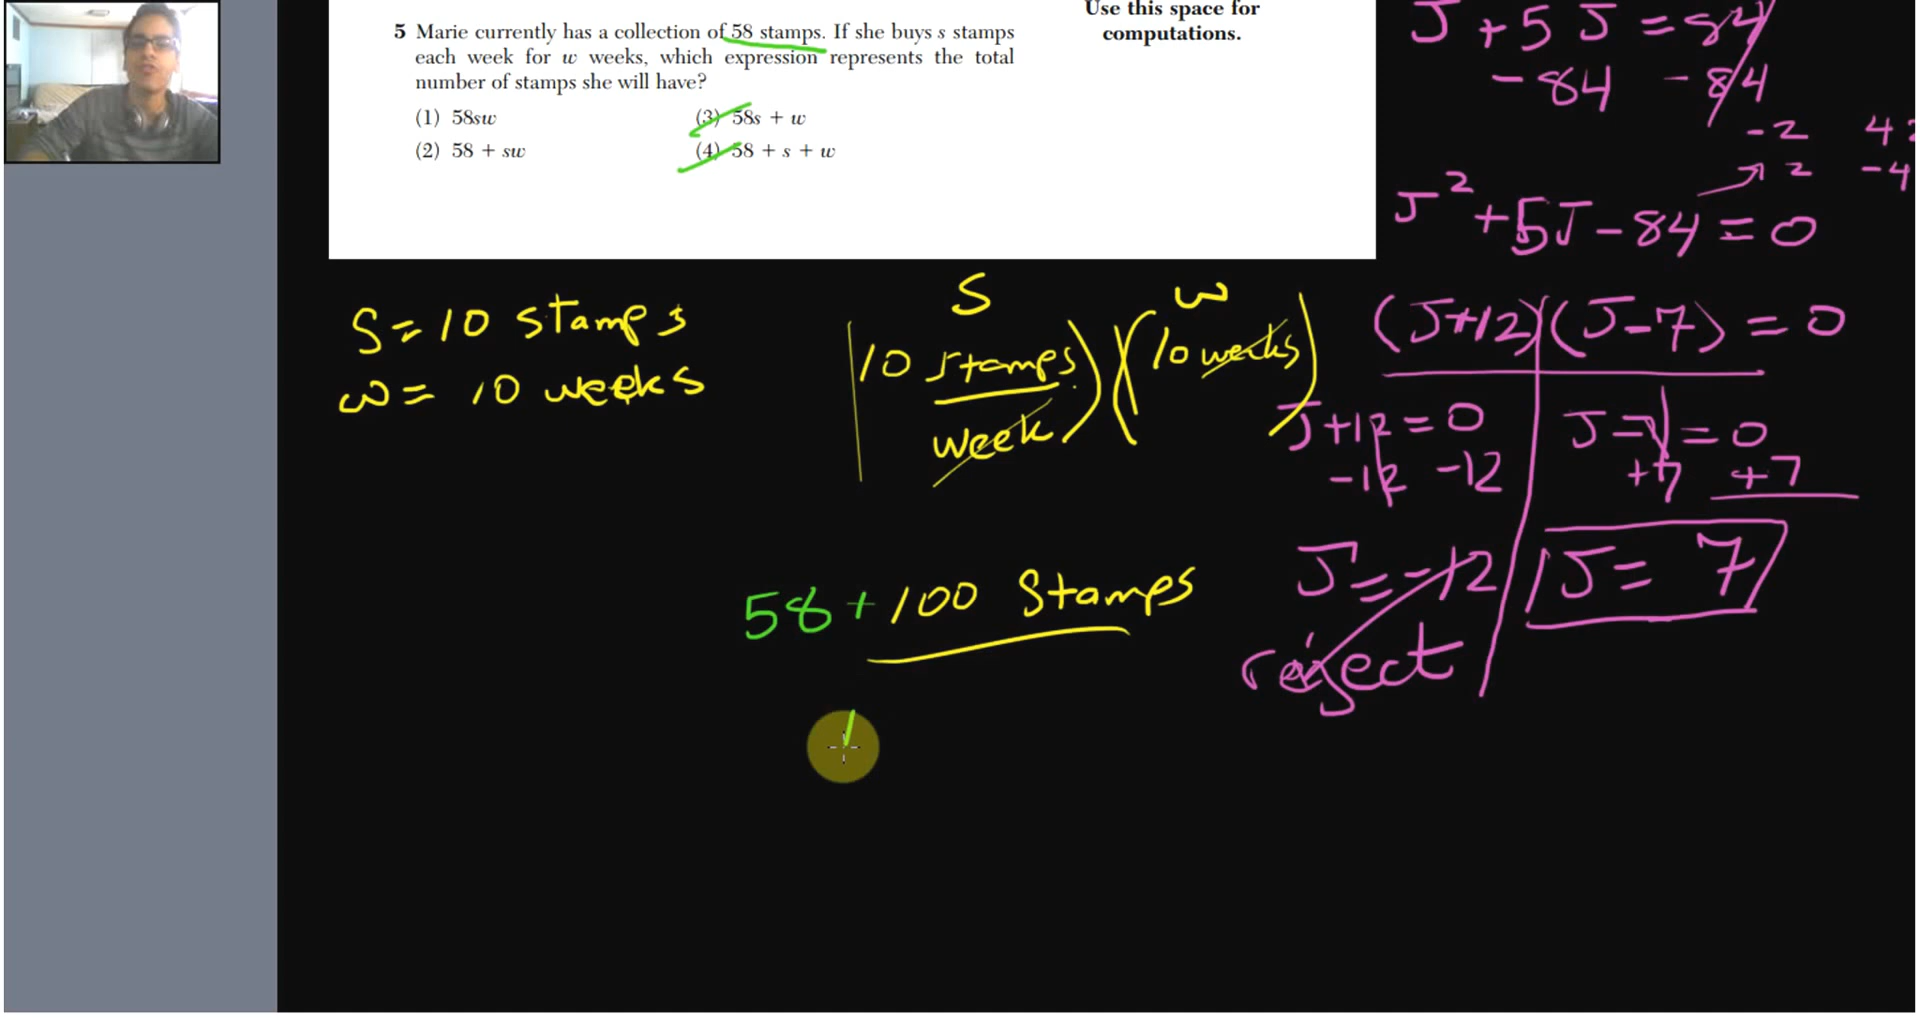 5 Marie currently has a collection of 58 stamps. If she buys s stamps
each week for w weeks, which expression represents the total
number of stamps she will have?
(1) 58sw
(2) 58 + sw
(3) 58s + w
(4) 58 + s + w
Use this space for
computations.
S = 10 stamps
w = 10 weeks
S
w
10 stamps
week
10 weeks
58 + 100 Stamps
J + 5 J = 84
- 84 - 84
-2 4
2 -4
J² + 5J - 84 = 0
(J+12)(J-7) = 0
J+12 = 0
-12 -12
J = -12
reject
J-7 = 0
+7 +7
J = 7